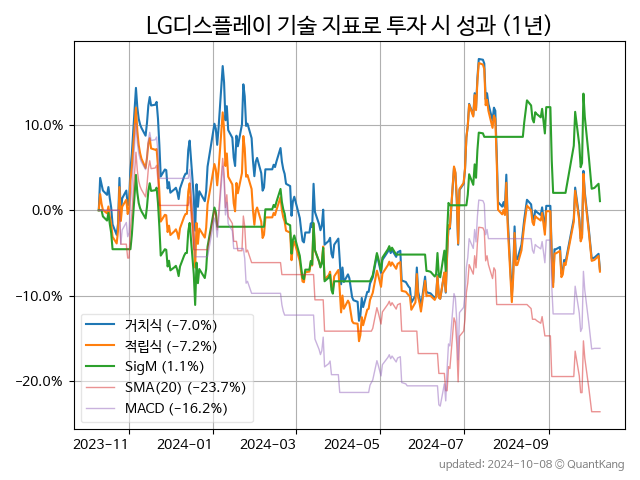 LG디스플레이 기술 지표로 투자 시 성과 (1년)
10.0%
0.0%
−10.0%
−20.0%
거치식 (−7.0%)
적립식 (−7.2%)
SigM (1.1%)
SMA(20) (−23.7%)
MACD (−16.2%)
2023-11 2024-01 2024-03 2024-05 2024-07 2024-09
updated: 2024-10-08 © QuantKang